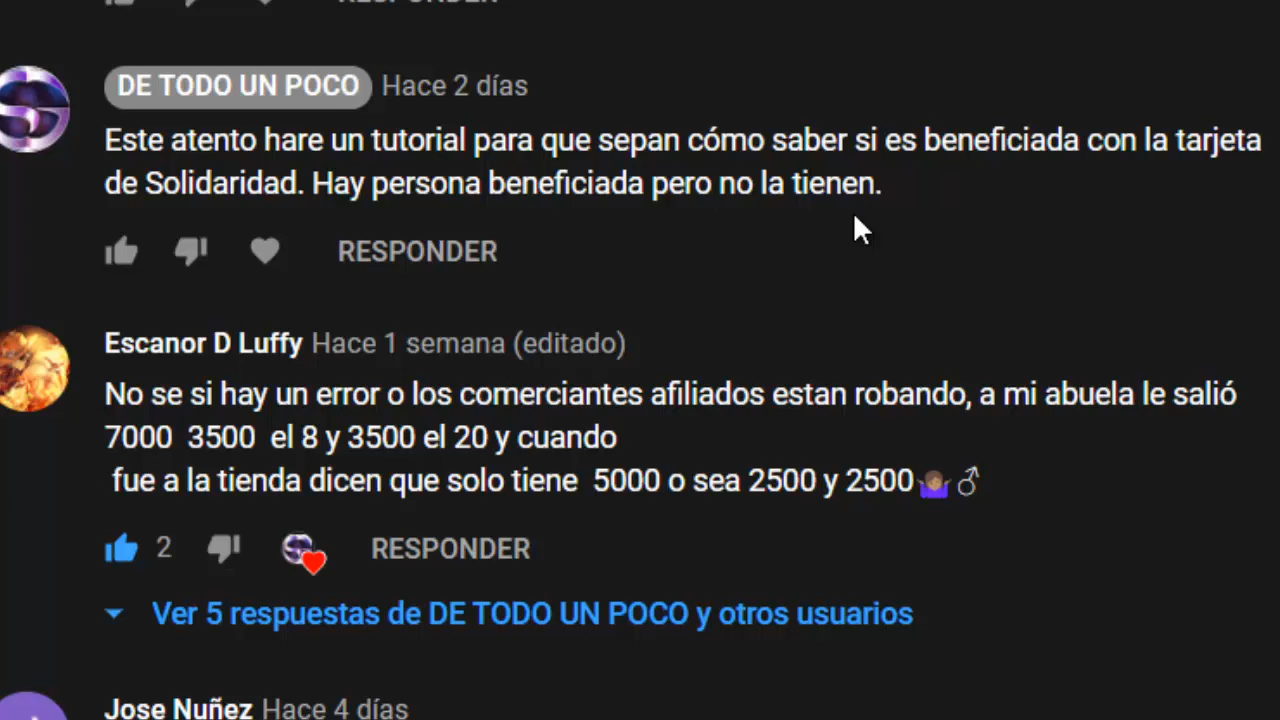 RESPONDER
DE TODO UN POCO Hace 2 días
Este atento hare un tutorial para que sepan cómo saber si es beneficiada con la tarjeta
de Solidaridad. Hay persona beneficiada pero no la tienen.
RESPONDER
Escanor D Luffy Hace 1 semana (editado)
No se si hay un error o los comerciantes afiliados estan robando, a mi abuela le salió
7000 3500 el 8 y 3500 el 20 y cuando
fue a la tienda dicen que solo tiene 5000 o sea 2500 y 2500🤷🏽♂
2 RESPONDER
Ver 5 respuestas de DE TODO UN POCO y otros usuarios
Jose Nuñez Hace 4 días